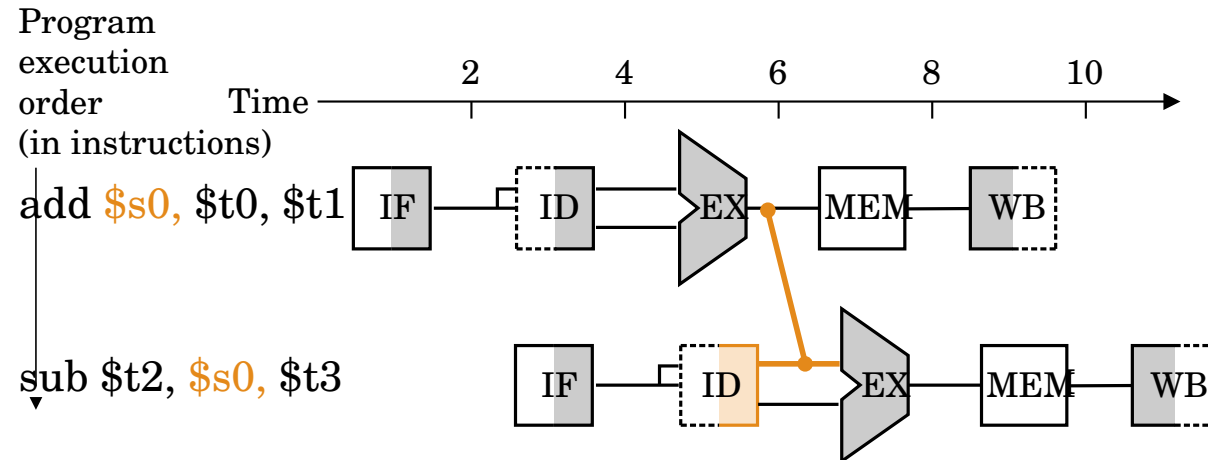 Program
execution
order
(in instructions)
Time
2 4 6 8 10
add $s0, $t0, $t1
IF ID EX MEM WB
sub $t2, $s0, $t3
IF ID EX MEM WB